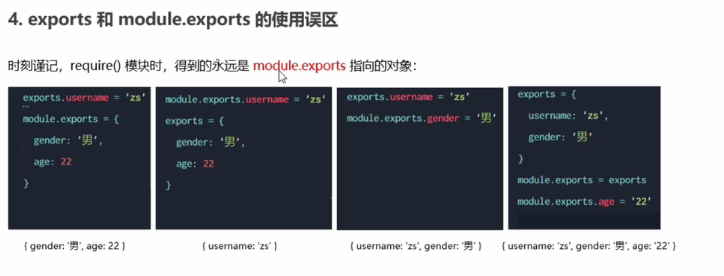 4. exports 和 module.exports 的使用误区
时刻谨记，require() 模块时，得到的永远是 module.exports 指向的对象：
exports.username = 'zs'
module.exports = {
gender: '男',
age: 22
}
{ gender: '男', age: 22 }
module.exports.username = 'zs'
exports = {
gender: '男',
age: 22
}
{ username: 'zs' }
exports.username = 'zs'
module.exports.gender = '男'
{ username: 'zs', gender: '男' }
exports = {
username: 'zs',
gender: '男'
}
module.exports = exports
module.exports.age = '22'
{ username: 'zs', gender: '男', age: '22' }